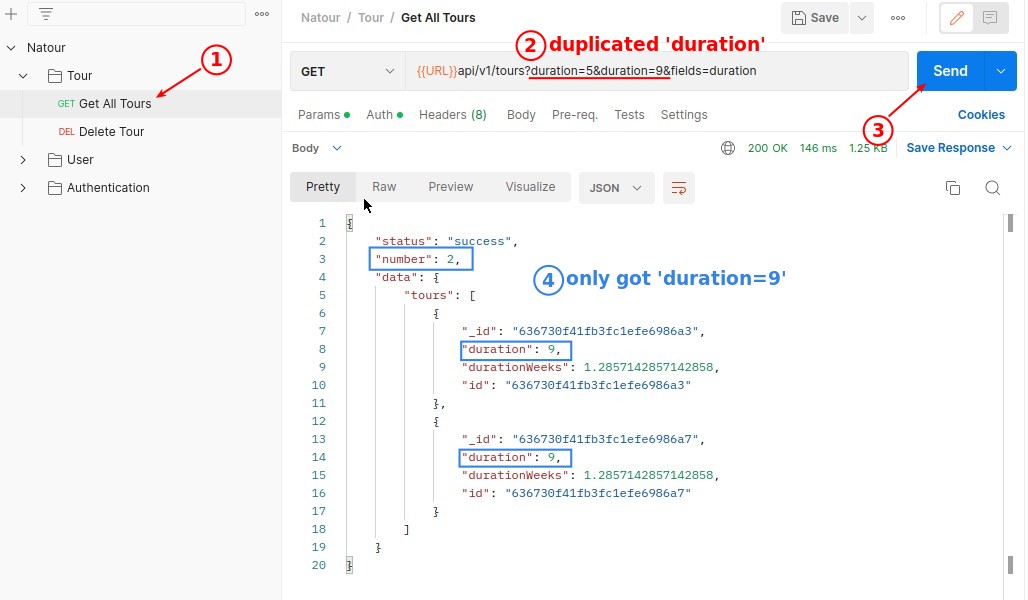 Natour / Tour / Get All Tours
Save
Natour
Tour
GET Get All Tours
DEL Delete Tour
User
Authentication
1
2 duplicated 'duration'
GET
{{URL}}api/v1/tours?duration=5&duration=9&fields=duration
Send
3
Params Auth Headers (8) Body Pre-req. Tests Settings Cookies
Body 200 OK 146 ms 1.25 KB Save Response
Pretty Raw Preview Visualize JSON
1 {
2 "status": "success",
3 "number": 2,
4 "data": {
4 only got 'duration=9'
5 "tours": [
6 {
7 "_id": "636730f41fb3fc1efe6986a3",
8 "duration": 9,
9 "durationWeeks": 1.2857142857142858,
10 "id": "636730f41fb3fc1efe6986a3"
11 },
12 {
13 "_id": "636730f41fb3fc1efe6986a7",
14 "duration": 9,
15 "durationWeeks": 1.2857142857142858,
16 "id": "636730f41fb3fc1efe6986a7"
17 }
18 ]
19 }
20 }